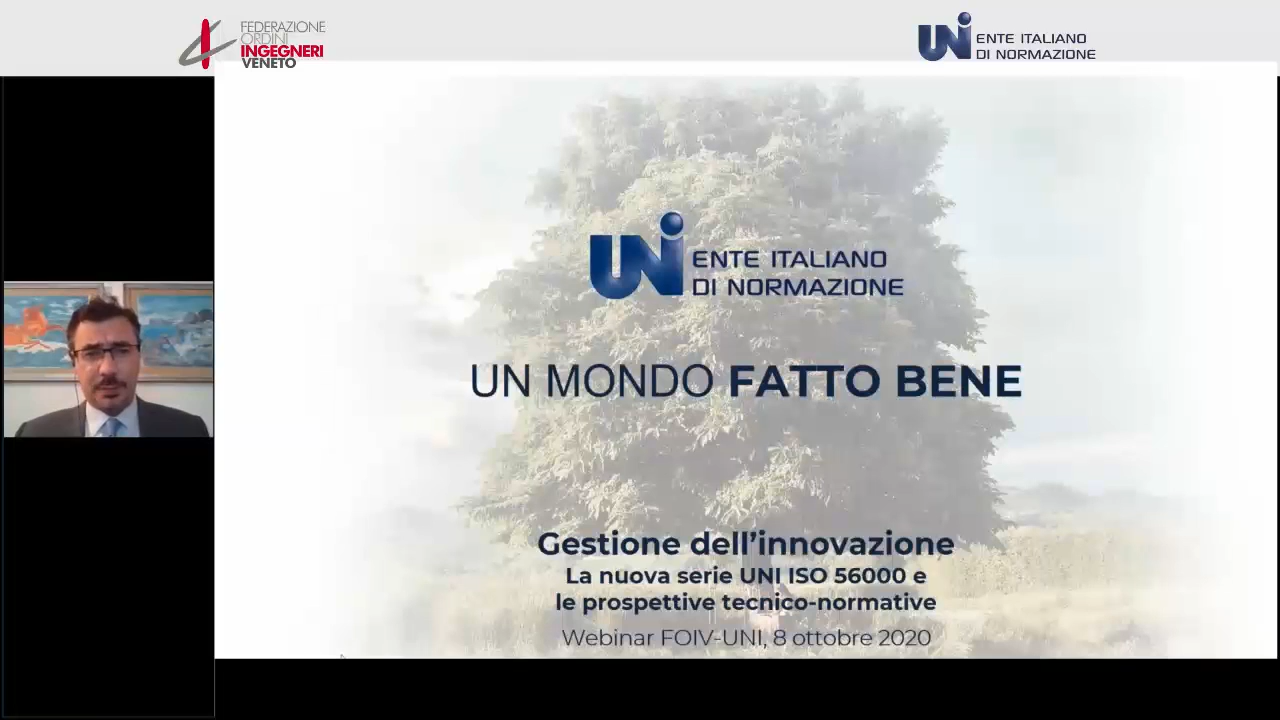 FEDERAZIONE
ORDINI
INGEGNERI
VENETO
UNI ENTE ITALIANO
DI NORMAZIONE
UNI ENTE ITALIANO
DI NORMAZIONE
UN MONDO FATTO BENE
Gestione dell’innovazione
La nuova serie UNI ISO 56000 e
le prospettive tecnico-normative
Webinar FOIV-UNI, 8 ottobre 2020